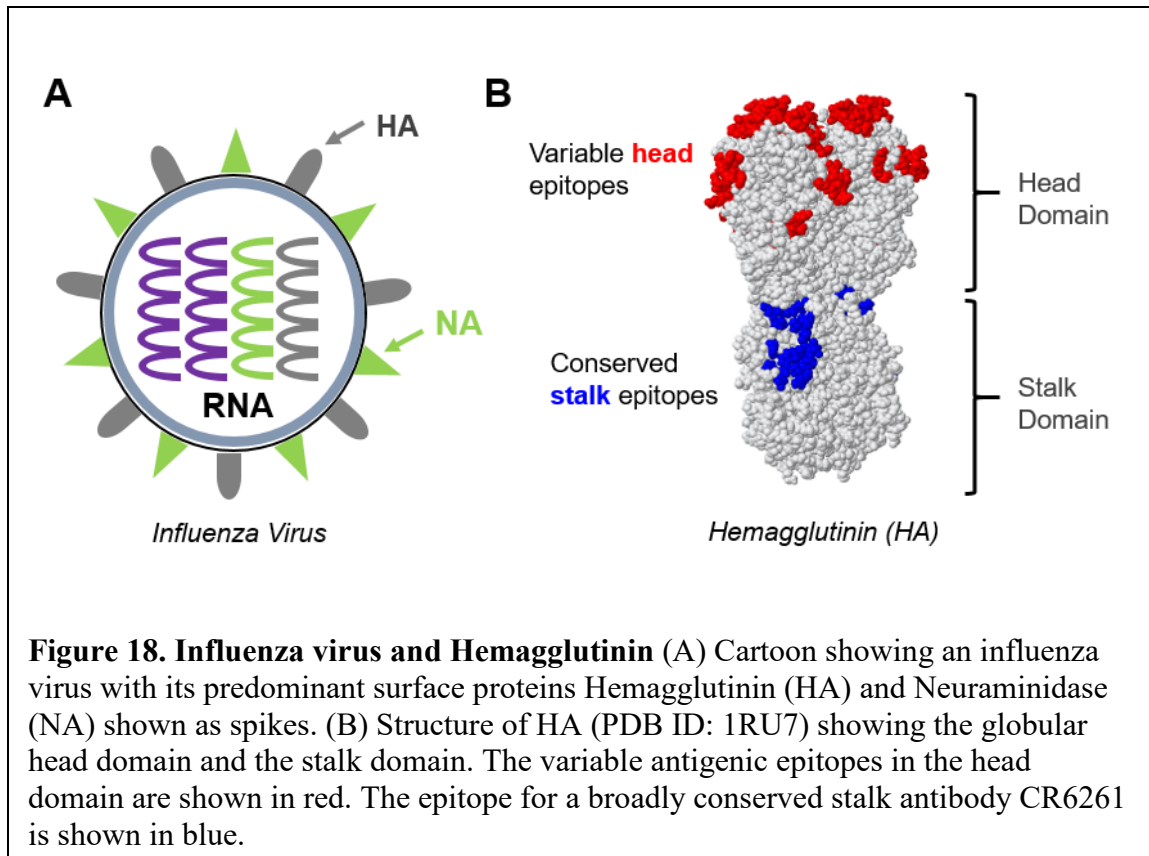 A
HA
NA
RNA
Influenza Virus
B
Variable head
epitopes
Conserved
stalk epitopes
Head
Domain
Stalk
Domain
Hemagglutinin (HA)
Figure 18. Influenza virus and Hemagglutinin (A) Cartoon showing an influenza
virus with its predominant surface proteins Hemagglutinin (HA) and Neuraminidase
(NA) shown as spikes. (B) Structure of HA (PDB ID: 1RU7) showing the globular
head domain and the stalk domain. The variable antigenic epitopes in the head
domain are shown in red. The epitope for a broadly conserved stalk antibody CR6261
is shown in blue.